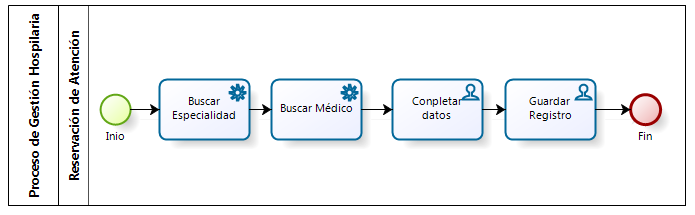 Proceso de Gestión Hospilaria
Reservación de Atención
Inio
Buscar
Especialidad
Buscar Médico
Conpletar
datos
Guardar
Registro
Fin